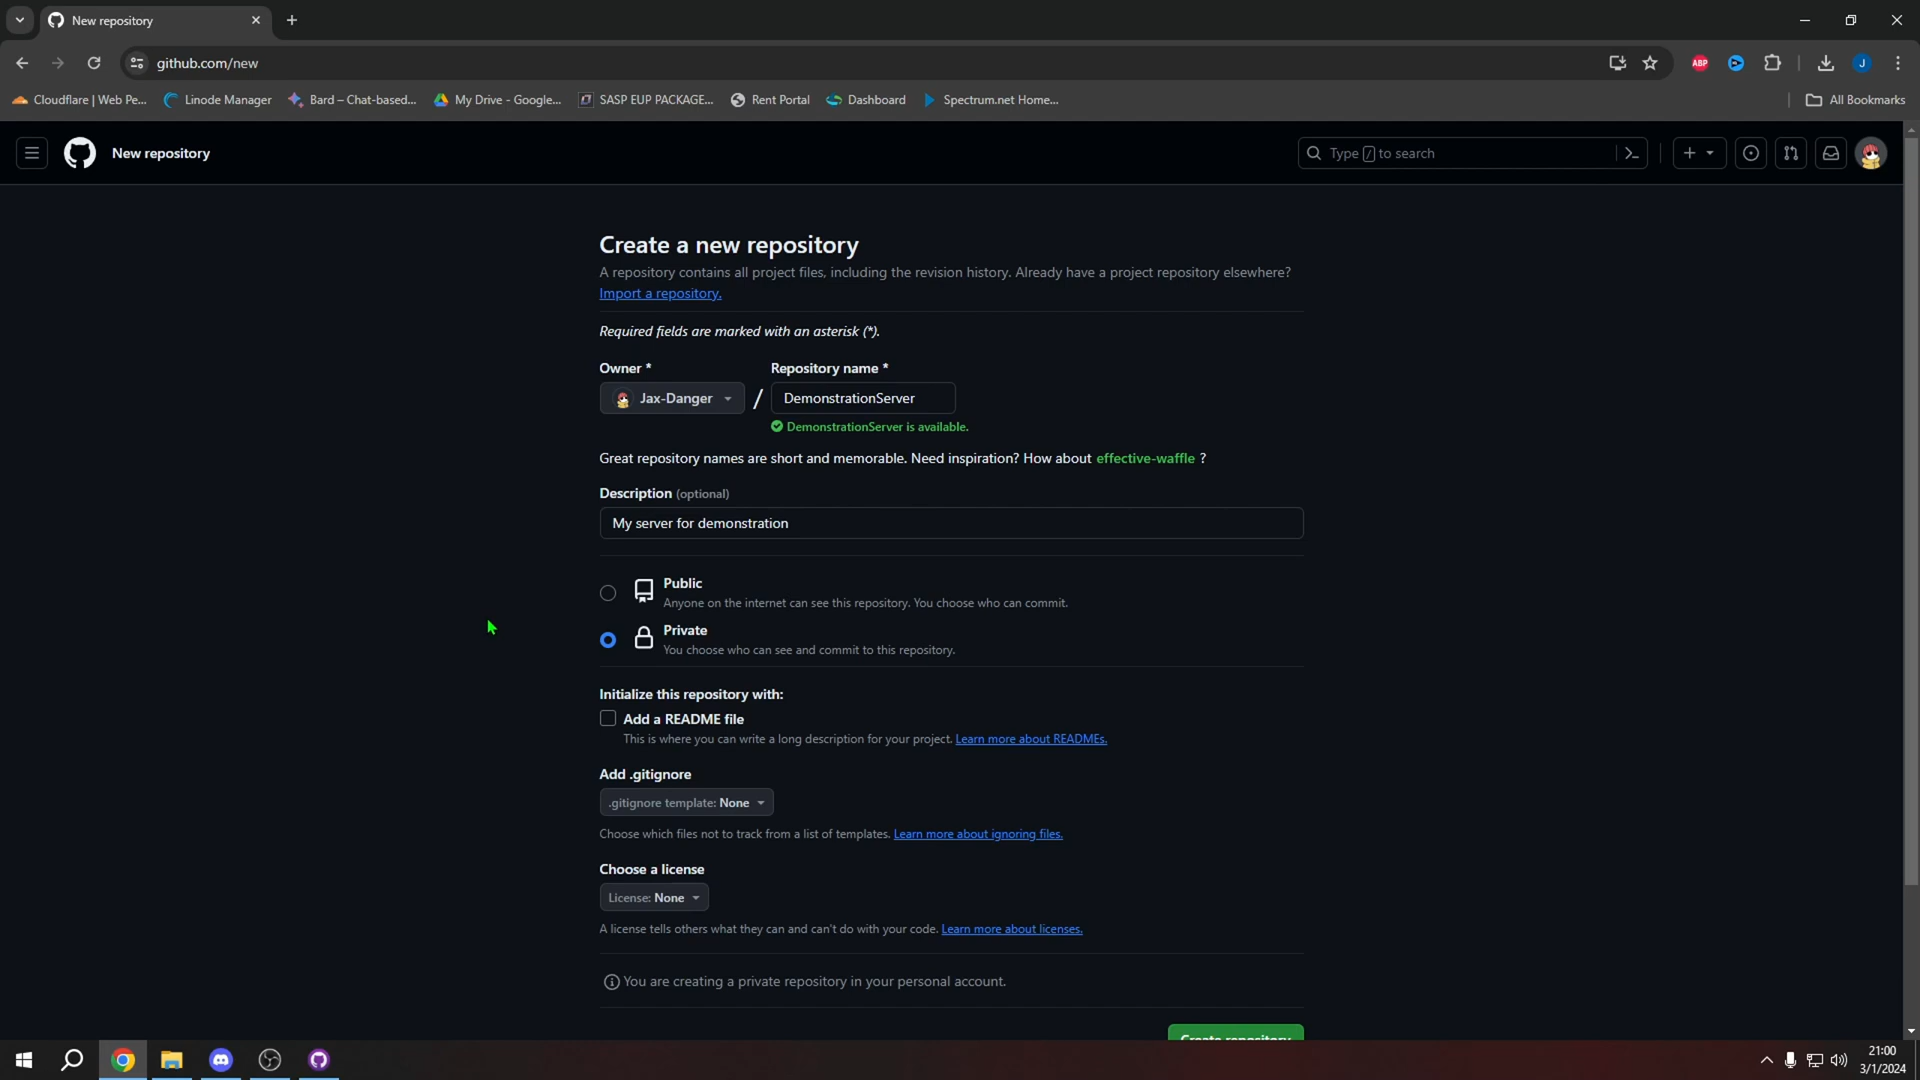 New repository
github.com/new
ABP
J
Cloudflare | Web Pe...
Linode Manager
Bard – Chat-based...
My Drive - Google...
SASP EUP PACKAGE...
Rent Portal
Dashboard
Spectrum.net Home...
All Bookmarks
New repository
Type / to search
Create a new repository
A repository contains all project files, including the revision history. Already have a project repository elsewhere?
Import a repository.
Required fields are marked with an asterisk (*).
Owner *
Repository name *
Jax-Danger
/
DemonstrationServer
DemonstrationServer is available.
Great repository names are short and memorable. Need inspiration? How about effective-waffle ?
Description (optional)
My server for demonstration
Public
Anyone on the internet can see this repository. You choose who can commit.
Private
You choose who can see and commit to this repository.
Initialize this repository with:
Add a README file
This is where you can write a long description for your project. Learn more about READMEs.
Add .gitignore
.gitignore template: None
Choose which files not to track from a list of templates. Learn more about ignoring files.
Choose a license
License: None
A license tells others what they can and can't do with your code. Learn more about licenses.
You are creating a private repository in your personal account.
Create repository
21:00
3/1/2024